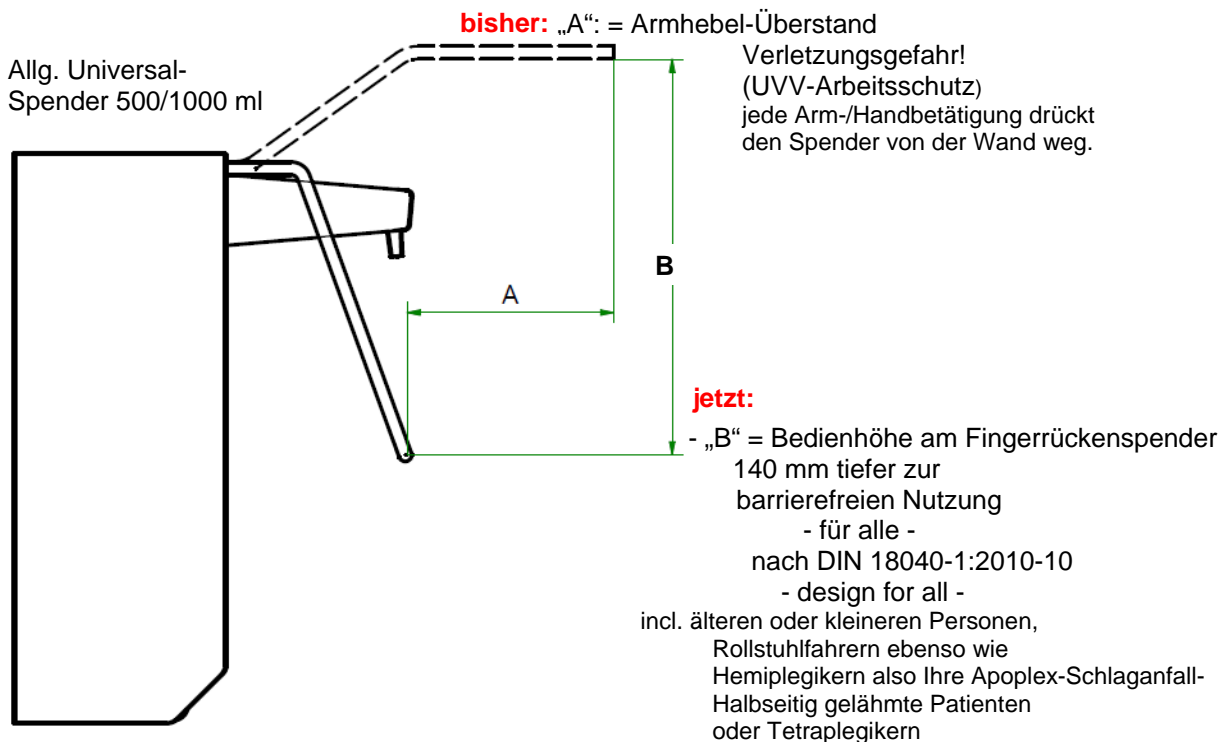 bisher: „A“: = Armhebel-Überstand
Verletzungsgefahr!
(UVV-Arbeitsschutz)
jede Arm-/Handbetätigung drückt
den Spender von der Wand weg.
Allg. Universal-
Spender 500/1000 ml
B
A
jetzt:
- „B“ = Bedienhöhe am Fingerrückenspender
140 mm tiefer zur
barrierefreien Nutzung
- für alle -
nach DIN 18040-1:2010-10
- design for all -
incl. älteren oder kleineren Personen,
Rollstuhlfahrern ebenso wie
Hemiplegikern also Ihre Apoplex-Schlaganfall-
Halbseitig gelähmte Patienten
oder Tetraplegikern